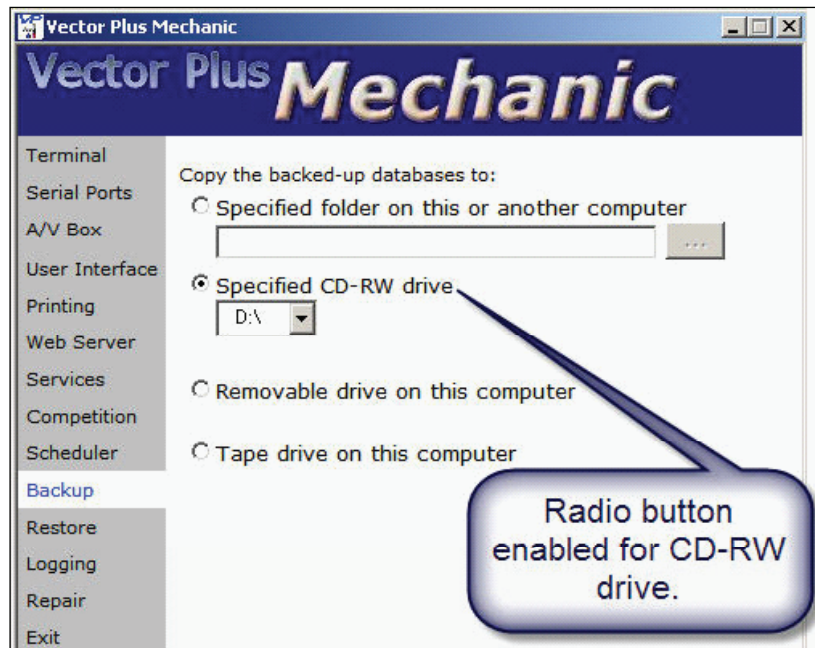 Vector Plus Mechanic
Vector Plus Mechanic
Terminal
Serial Ports
A/V Box
User Interface
Printing
Web Server
Services
Competition
Scheduler
Backup
Restore
Logging
Repair
Exit
Copy the backed-up databases to:
Specified folder on this or another computer
...
Specified CD-RW drive
D:\
Removable drive on this computer
Tape drive on this computer
Radio button
enabled for CD-RW
drive.